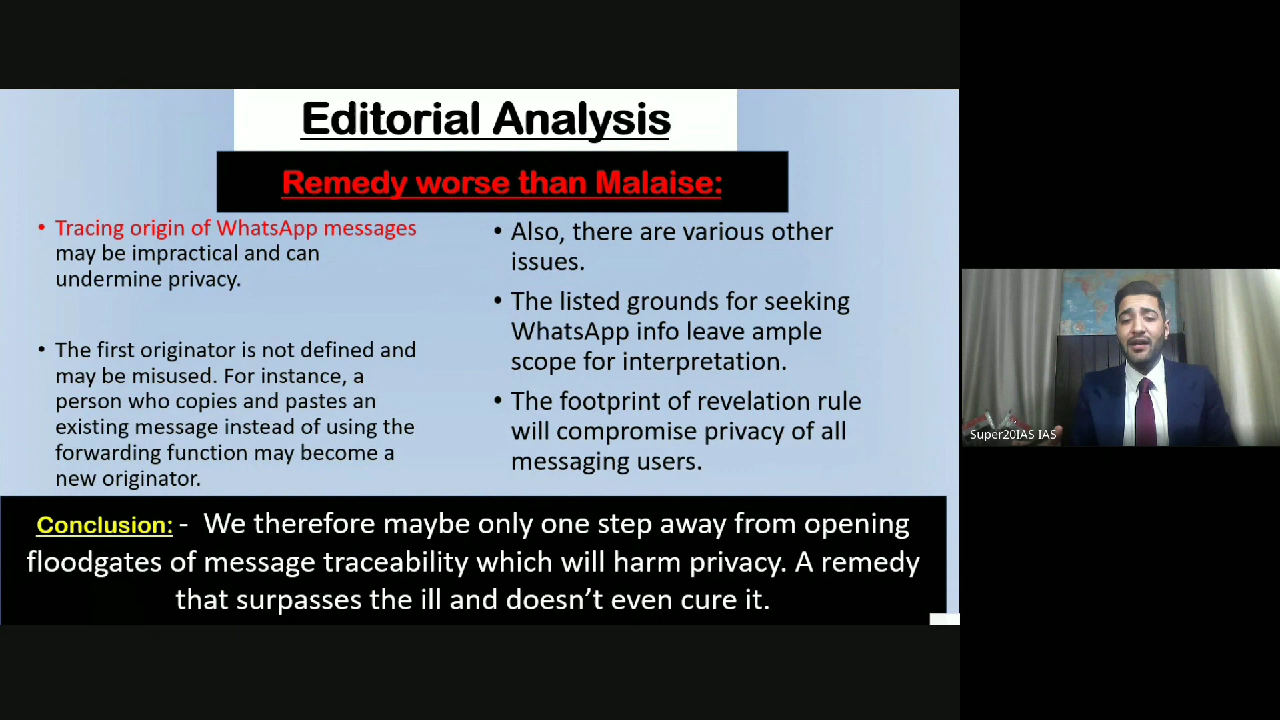 Editorial Analysis
Remedy worse than Malaise:
• Tracing origin of WhatsApp messages
may be impractical and can
undermine privacy.
• The first originator is not defined and
may be misused. For instance, a
person who copies and pastes an
existing message instead of using the
forwarding function may become a
new originator.
• Also, there are various other
issues.
• The listed grounds for seeking
WhatsApp info leave ample
scope for interpretation.
• The footprint of revelation rule
will compromise privacy of all
messaging users.
Conclusion: - We therefore maybe only one step away from opening
floodgates of message traceability which will harm privacy. A remedy
that surpasses the ill and doesn’t even cure it.
Super20IAS IAS